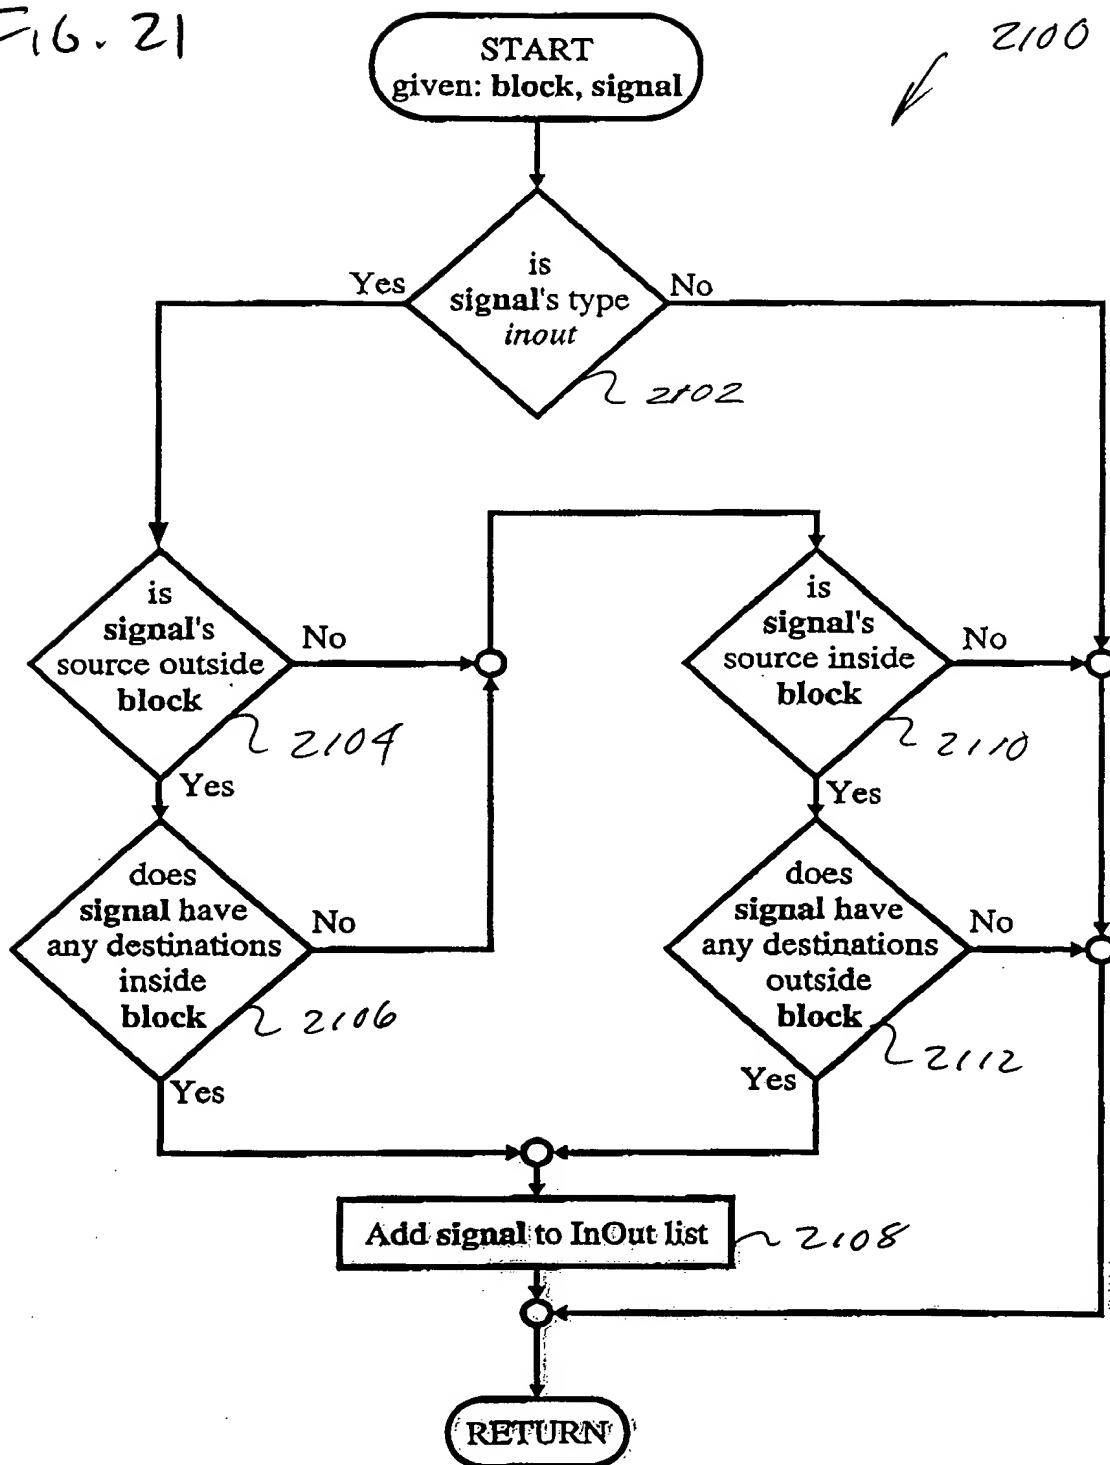 FIG. 21
2100
START
given: block, signal
is
signal's type
inout
Yes
No
2102
is
signal's
source outside
block
No
2104
Yes
is
signal's
source inside
block
No
2110
Yes
does
signal have
any destinations
inside
block
No
2106
Yes
does
signal have
any destinations
outside
block
No
2112
Yes
Add signal to InOut list
2108
RETURN